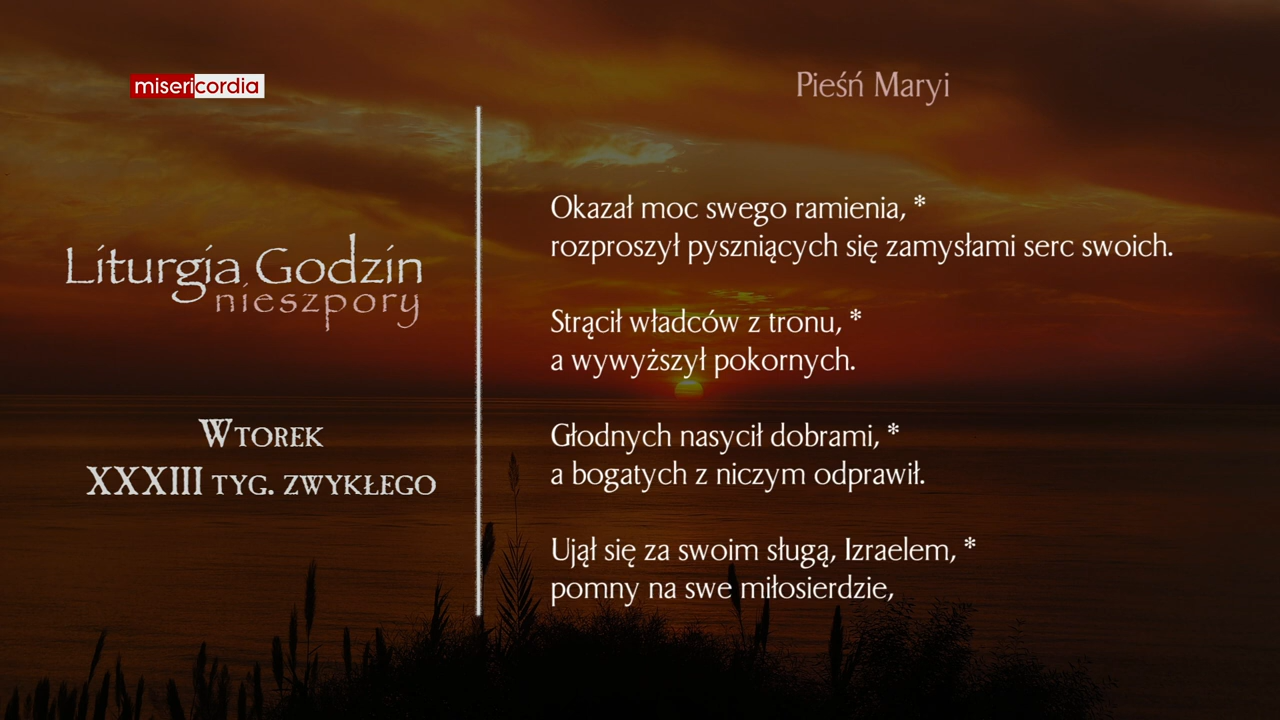 misericordia
Liturgia Godzin
nieszpory
Wtorek
XXXIII tyg. zwykłego
Pieśń Maryi
Okazał moc swego ramienia, *
rozproszył pyszniących się zamysłami serc swoich.
Strącił władców z tronu, *
a wywyższył pokornych.
Głodnych nasycił dobrami, *
a bogatych z niczym odprawił.
Ujął się za swoim sługą, Izraelem, *
pomny na swe miłosierdzie,